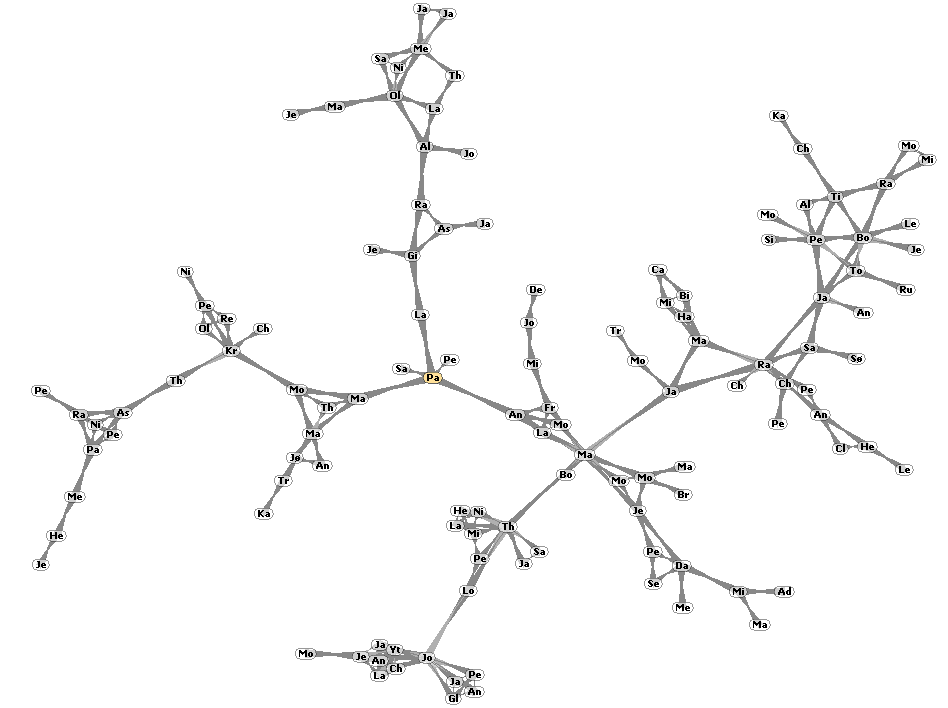 Ja Ja
Me
Sa
Ni
Th
Ol
Ma
Je
La
Al
Jo
Ra
As
Ja
Je
Gi
La
Sa
Pe
Pa
Ni
Pe
Re
Ol
Ch
Kr
Th
Pe
Ra
As
Ni
Pe
Pa
Me
He
Je
Mo
Ma
Th
Ma
Jø
An
Tr
Ka
De
Jo
Mi
Fr
An
Mo
La
Ma
Bo
Ka
Ch
Mo
Mi
Ra
Ti
Al
Mo
Si
Pe
Bo
Le
Je
To
Ru
Ja
An
Ca
Bi
Mi
Ha
Ma
Tr
Mo
Ja
Sa
Sø
Ra
Ch
Ch
Pe
Pe
An
Cl
He
Le
Mo
Mo
Ma
Br
Je
Pe
Da
Se
Me
Mi
Ad
Ma
He
Ni
La
Mi
Th
Sa
Ja
Pe
Lo
Mo
Je
Ja
Yt
An
Ch
La
Jo
Pe
Ja
An
Gl